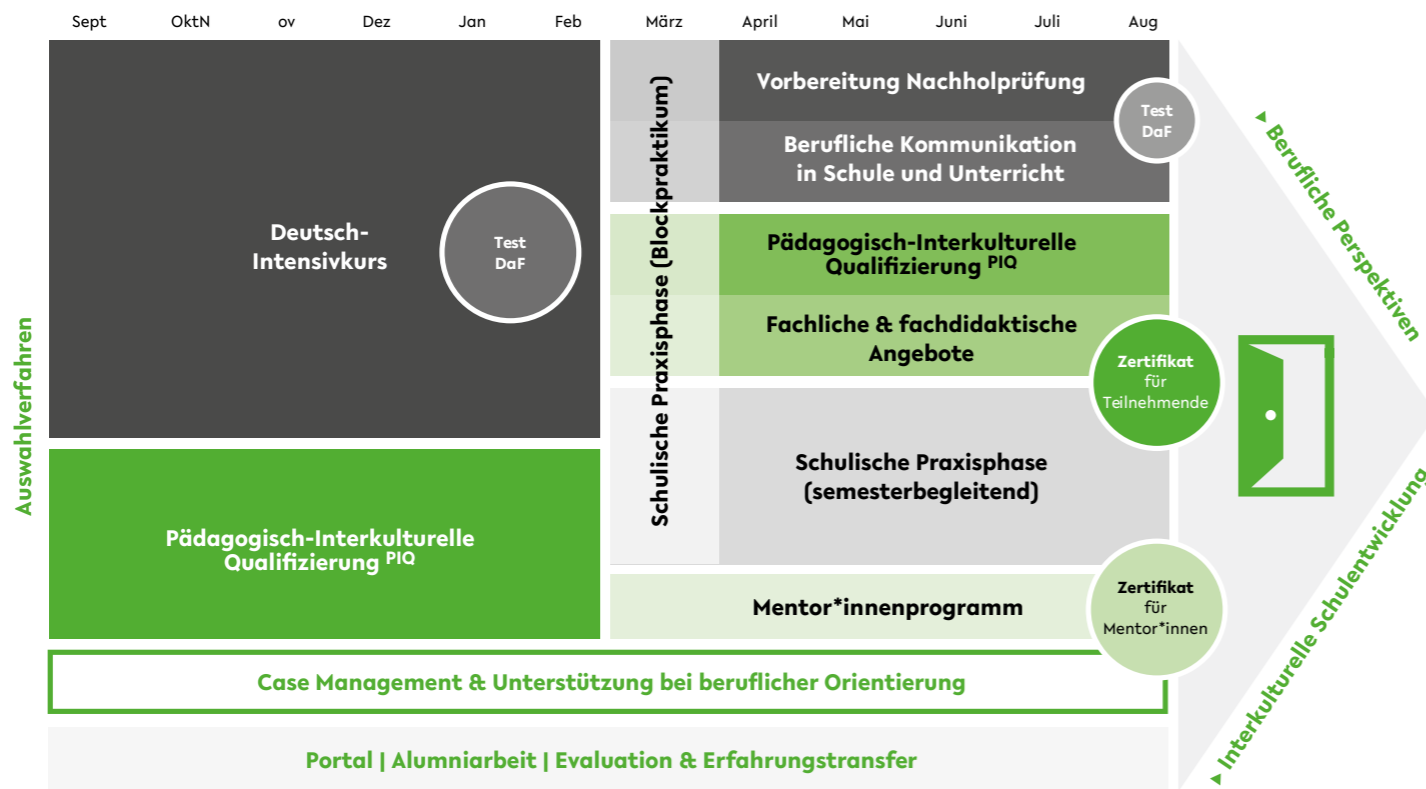 Sept OktN ov Dez Jan Feb März April Mai Juni Juli Aug
Auswahlverfahren
Deutsch-
Intensivkurs
Test
DaF
Pädagogisch-Interkulturelle
Qualifizierung PIQ
Schulische Praxisphase (Blockpraktikum)
Vorbereitung Nachholprüfung
Berufliche Kommunikation
in Schule und Unterricht
Test
DaF
Pädagogisch-Interkulturelle
Qualifizierung PIQ
Fachliche & fachdidaktische
Angebote
Zertifikat
für
Teilnehmende
Schulische Praxisphase
(semesterbegleitend)
Mentor*innenprogramm
Zertifikat
für
Mentor*innen
Case Management & Unterstützung bei beruflicher Orientierung
Portal | Alumniarbeit | Evaluation & Erfahrungstransfer
Berufliche Perspektiven
Interkulturelle Schulentwicklung